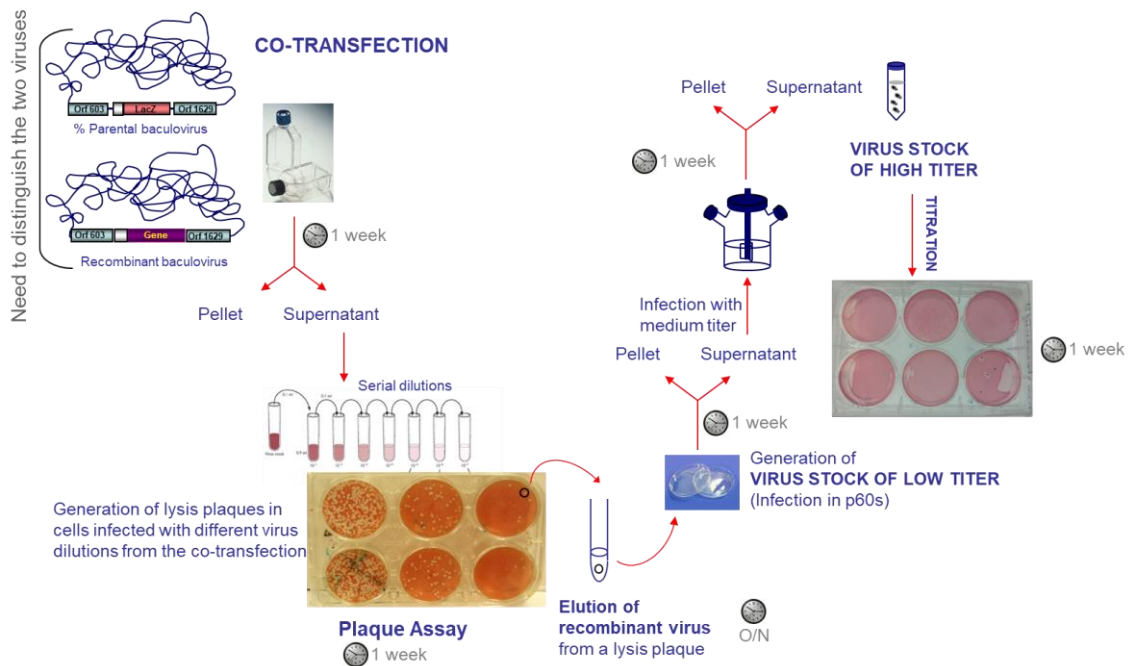 Need to distinguish the two viruses
CO-TRANSFECTION
Orf 603
LacZ
Orf 1629
% Parental baculovirus
Orf 603
Gene
Orf 1629
Recombinant baculovirus
1 week
Pellet
Supernatant
Serial dilutions
Generation of lysis plaques in
cells infected with different virus
dilutions from the co-transfection
Plaque Assay
1 week
Elution of
recombinant virus
from a lysis plaque
O/N
Generation of
VIRUS STOCK OF LOW TITER
(Infection in p60s)
1 week
Pellet
Supernatant
Infection with
medium titer
1 week
Pellet
Supernatant
VIRUS STOCK
OF HIGH TITER
TITRATION
1 week